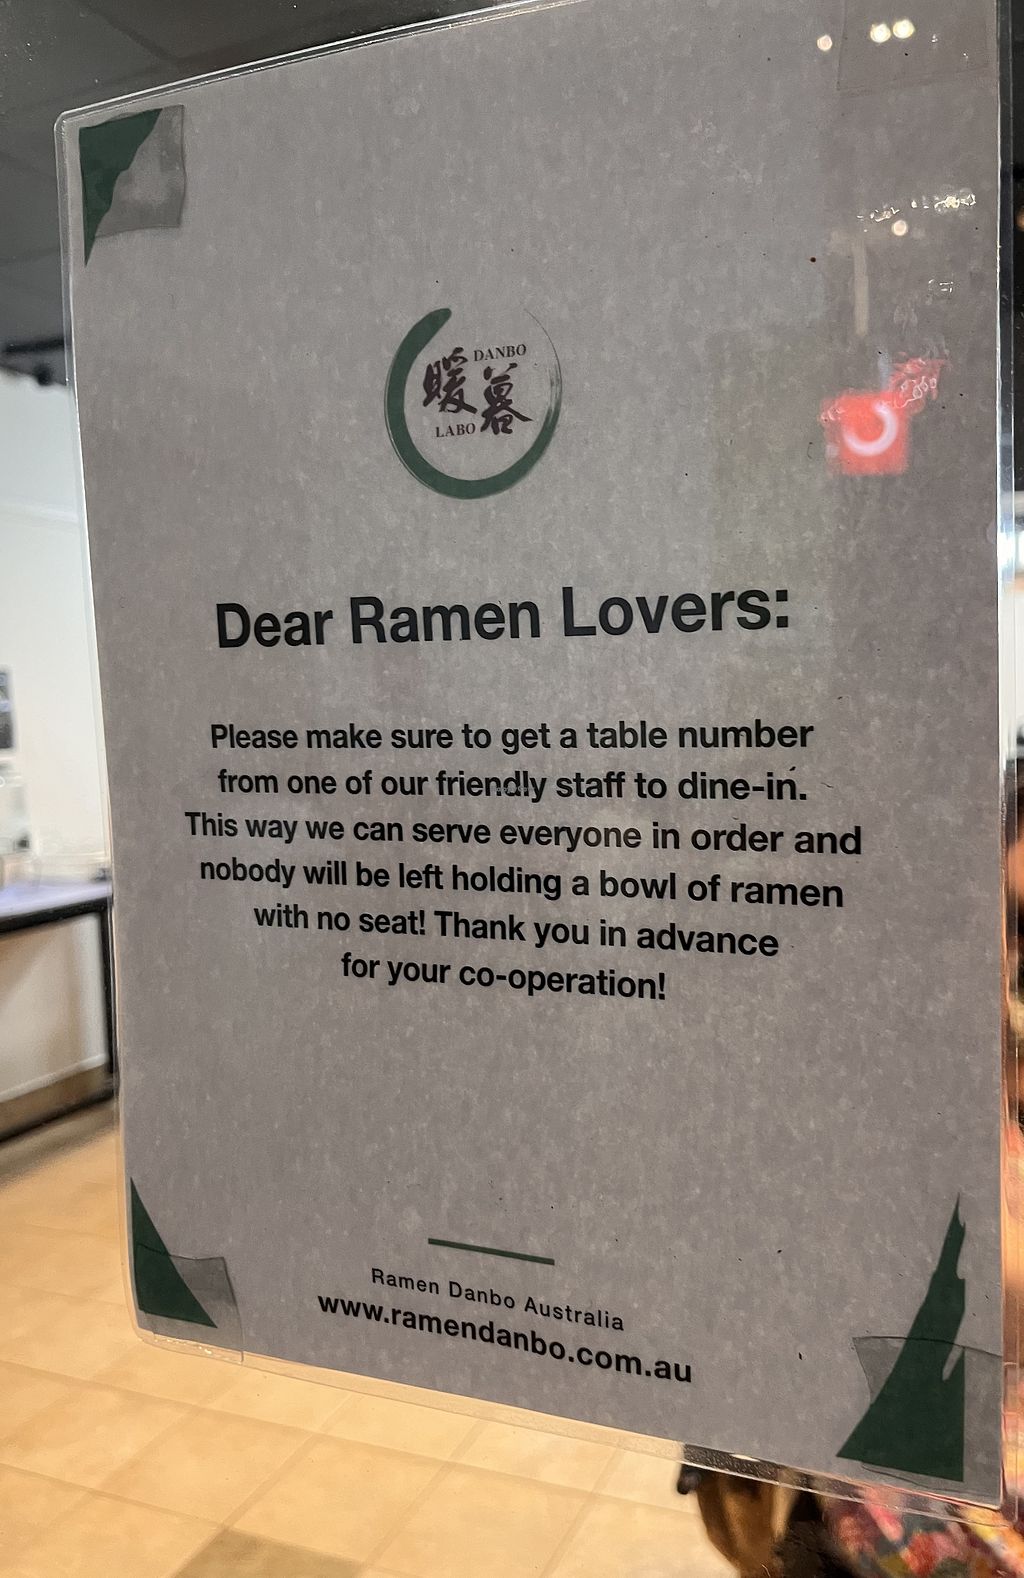 DANBO
暖暮
LABO
Dear Ramen Lovers:
Please make sure to get a table number
from one of our friendly staff to dine-in.
This way we can serve everyone in order and
nobody will be left holding a bowl of ramen
with no seat! Thank you in advance
for your co-operation!
Ramen Danbo Australia
www.ramendanbo.com.au